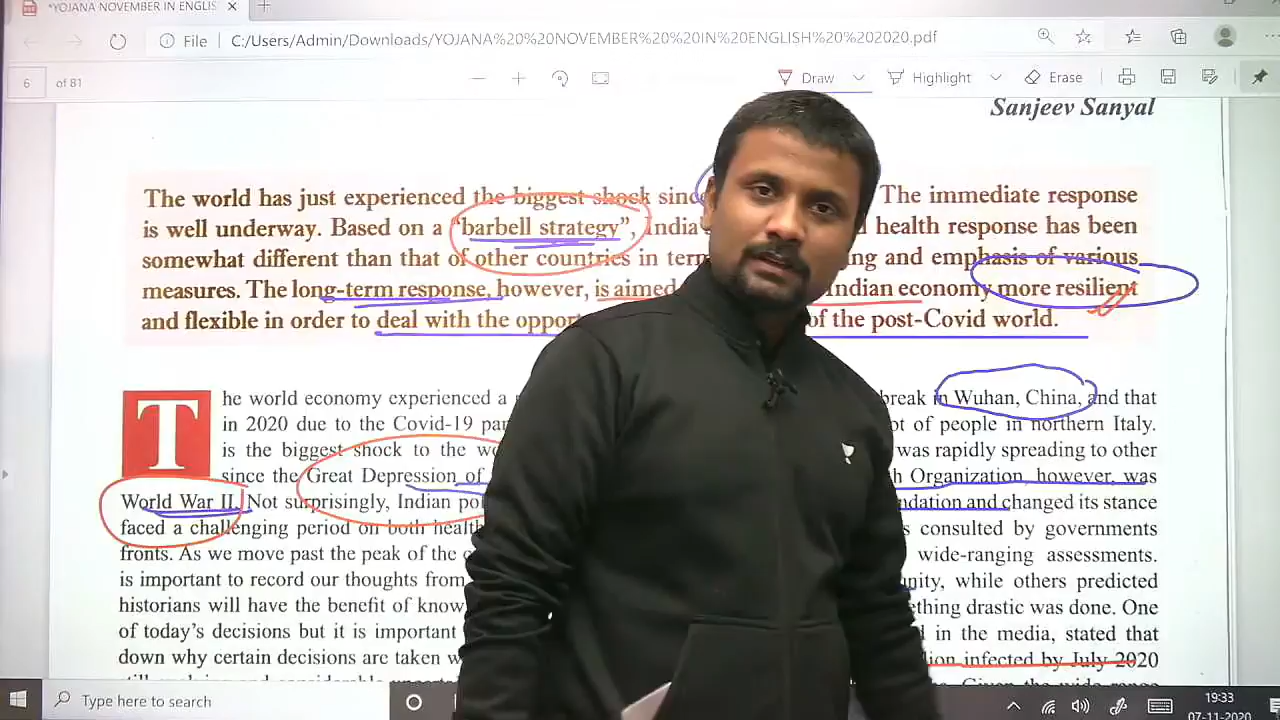 *YOJANA NOVEMBER IN ENGLIS
File C:/Users/Admin/Downloads/YOJANA%20%20NOVEMBER%20%20IN%20ENGLISH%20%202020.pdf
6 of 81 Draw Highlight Erase
Sanjeev Sanyal
The world has just experienced the biggest shock sinc The immediate response
is well underway. Based on a "barbell strategy", India' health response has been
somewhat different than that of other countries in term ing and emphasis of various
measures. The long-term response, however, is aimed Indian economy more resilient
and flexible in order to deal with the oppor of the post-Covid world.
The world economy experienced a
in 2020 due to the Covid-19 pan
is the biggest shock to the wo
since the Great Depression of
World War II. Not surprisingly, Indian pol
faced a challenging period on both health
fronts. As we move past the peak of the
is important to record our thoughts from
historians will have the benefit of know
of today's decisions but it is important
down why certain decisions are taken w
break in Wuhan, China, and that
ot of people in northern Italy.
was rapidly spreading to other
h Organization, however, was
ndation and changed its stance
s consulted by governments
wide-ranging assessments.
unity, while others predicted
ething drastic was done. One
d in the media, stated that
lion infected by July 2020
Type here to search
19:33
07-11-2020